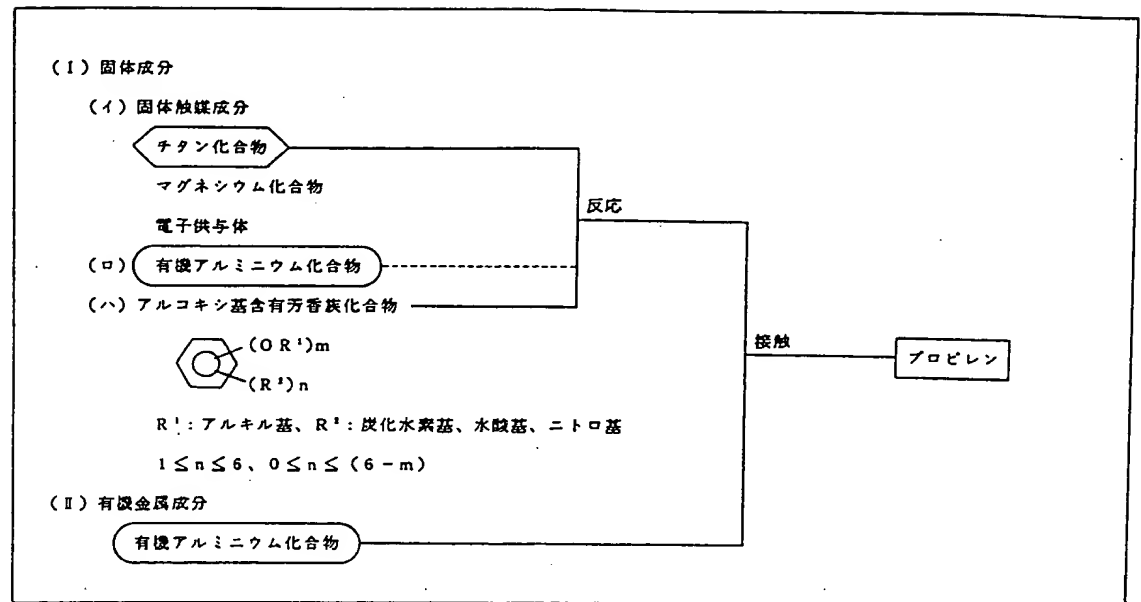 (Ⅰ) 固体成分
(イ) 固体触媒成分
チタン化合物
マグネシウム化合物
反応
電子供与体
(ロ) 有機アルミニウム化合物
(ハ) アルコキシ基含有芳香族化合物
(OR¹)m
接触
プロピレン
(R²)n
R¹:アルキル基、R²:炭化水素基、水酸基、ニトロ基
1≦n≦6、0≦n≦(6-m)
(Ⅱ) 有機金属成分
有機アルミニウム化合物